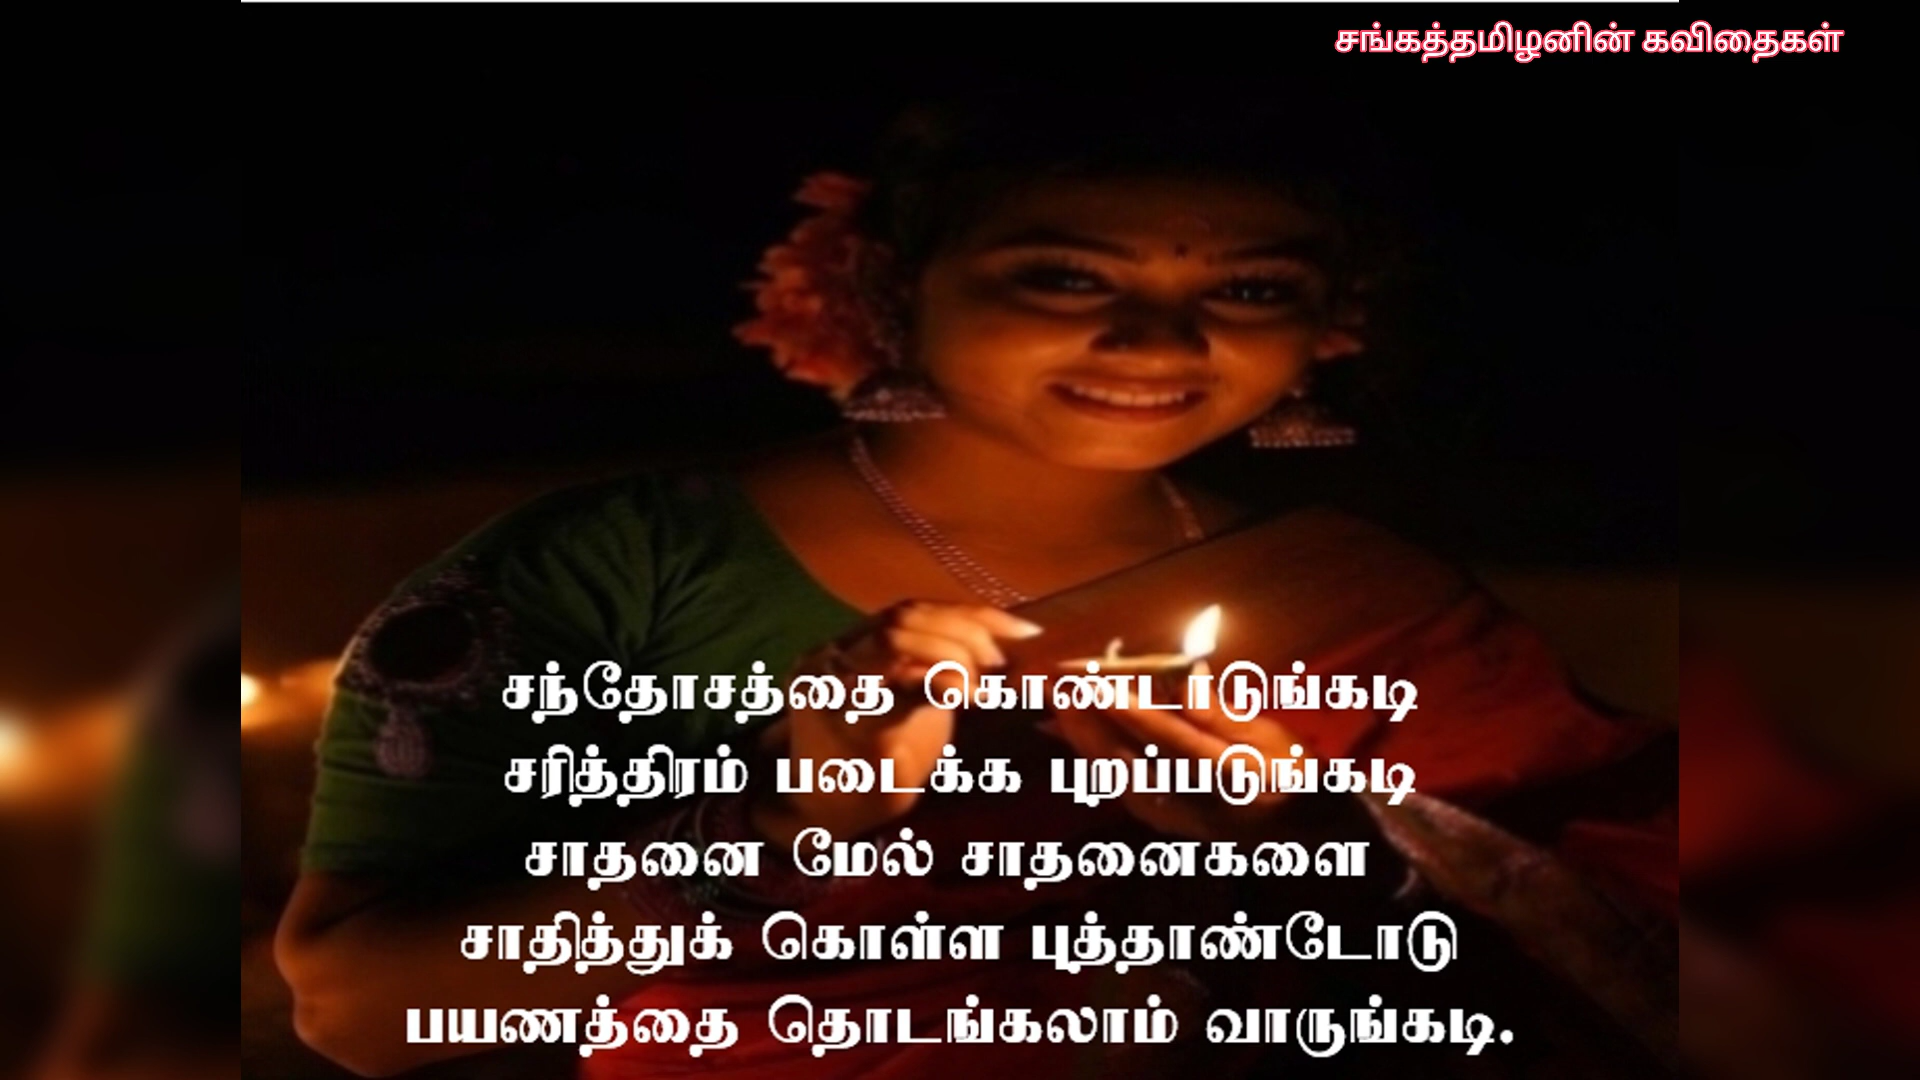 சங்கத்தமிழனின் கவிதைகள்
சந்தோசத்தை கொண்டாடுங்கடி
சரித்திரம் படைக்க புறப்படுங்கடி
சாதனை மேல் சாதனைகளை
சாதித்துக் கொள்ள புத்தாண்டோடு
பயணத்தை தொடங்கலாம் வாருங்கடி.